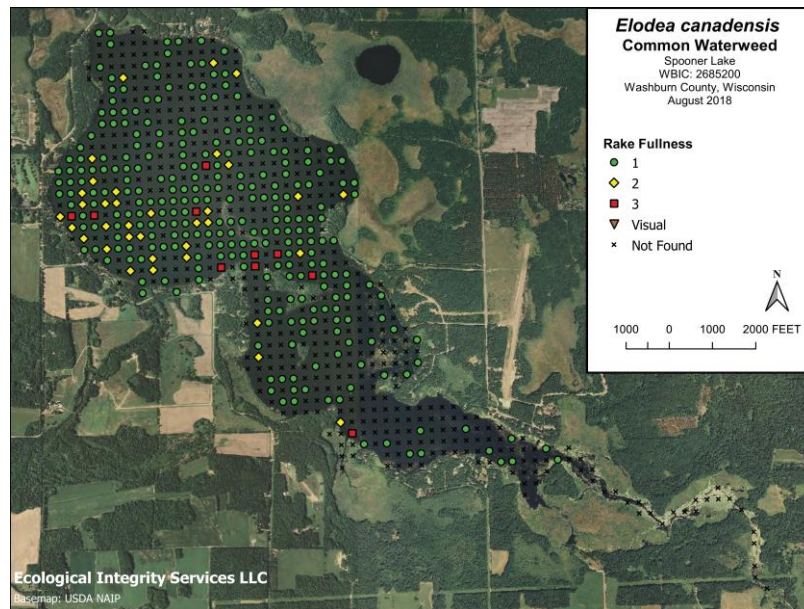 Elodea canadensis
Common Waterweed
Spooner Lake
WBIC: 2685200
Washburn County, Wisconsin
August 2018
Rake Fullness
1
2
3
Visual
Not Found
N
1000 0 1000 2000 FEET
Ecological Integrity Services LLC
Basemap: USDA NAIP